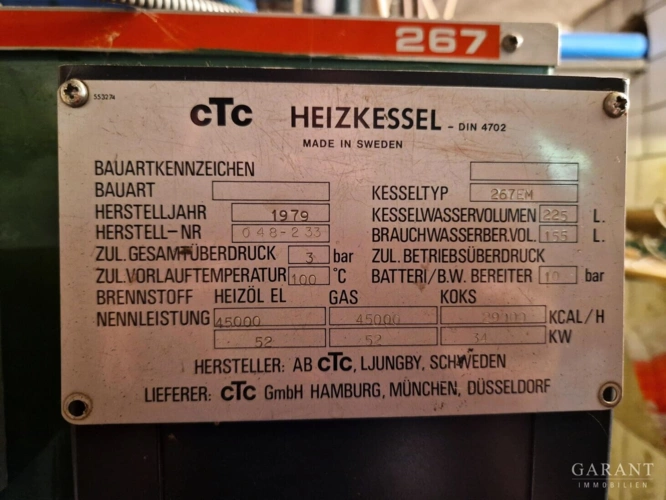 267
553274
CTC HEIZKESSEL - DIN 4702
MADE IN SWEDEN
BAUARTKENNZEICHEN
BAUART KESSELTYP 267EM
HERSTELLJAHR 1979 KESSELWASSERVOLUMEN 225 L.
HERSTELL-NR 048-233 BRAUCHWASSERBER.VOL. 155 L.
ZUL. GESAMTÜBERDRUCK 3 bar ZUL. BETRIEBSÜBERDRUCK
ZUL. VORLAUFTEMPERATUR 100 °C BATTERI/B.W. BEREITER 10 bar
BRENNSTOFF HEIZÖL EL GAS KOKS
NENNLEISTUNG 45000 45000 KCAL/H
52 52 34 KW
HERSTELLER: AB CTC, LJUNGBY, SCHWEDEN
LIEFERER: CTC GmbH HAMBURG, MÜNCHEN, DÜSSELDORF
GARANT
IMMOBILIEN